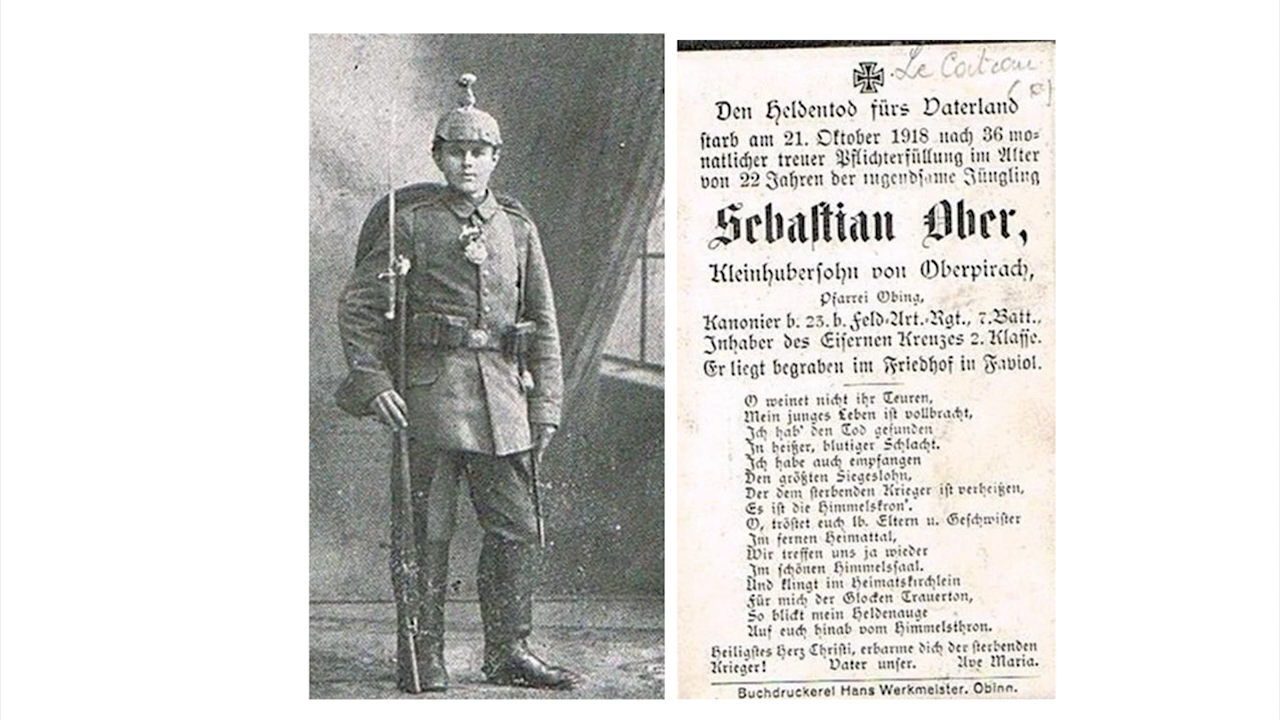 Le Coteau
Den Heldentod fürs Vaterland
starb am 21. Oktober 1918 nach 36 mo=
natlicher treuer Pflichterfüllung im Alter
von 22 Jahren der tugendsame Jüngling
Sebastian Ober,
Kleinhubersohn von Oberpirach,
Pfarrei Obing,
Kanonier b. 23. b. Feld=Art.=Rgt., 7. Batt.,
Inhaber des Eisernen Kreuzes 2. Klasse.
Er liegt begraben im Friedhof in Faviol.
O weinet nicht ihr Teuren,
Mein junges Leben ist vollbracht,
Ich hab' den Tod gefunden
In heißer, blutiger Schlacht.
Ich habe auch empfangen
Den größten Siegeslohn,
Der dem sterbenden Krieger ist verheißen,
Es ist die Himmelskron'.
O, tröstet euch lb. Eltern u. Geschwister
Im fernen Heimattal,
Wir treffen uns ja wieder
Im schönen Himmelssaal.
Und klingt im Heimatskirchlein
Für mich der Glocken Trauerton,
So blickt mein Heldenauge
Auf euch hinab vom Himmelsthron.
Heiligstes Herz Christi, erbarme dich der sterbenden
Krieger! Vater unser. Ave Maria.
Buchdruckerei Hans Werkmeister. Obinn.